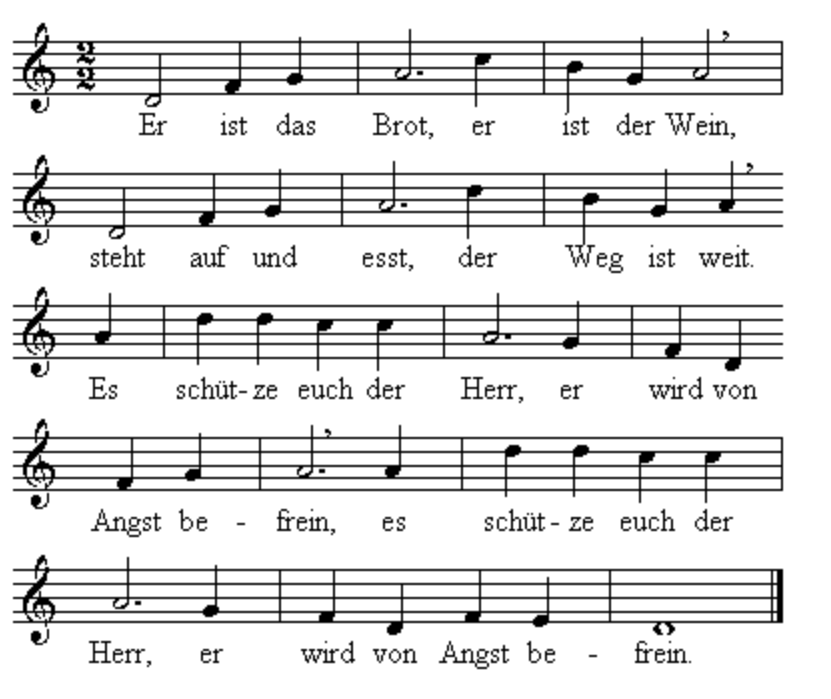 Er ist das Brot, er ist der Wein,
steht auf und esst, der Weg ist weit.
Es schüt-ze euch der Herr, er wird von
Angst be - frein, es schüt-ze euch der
Herr, er wird von Angst be - frein.